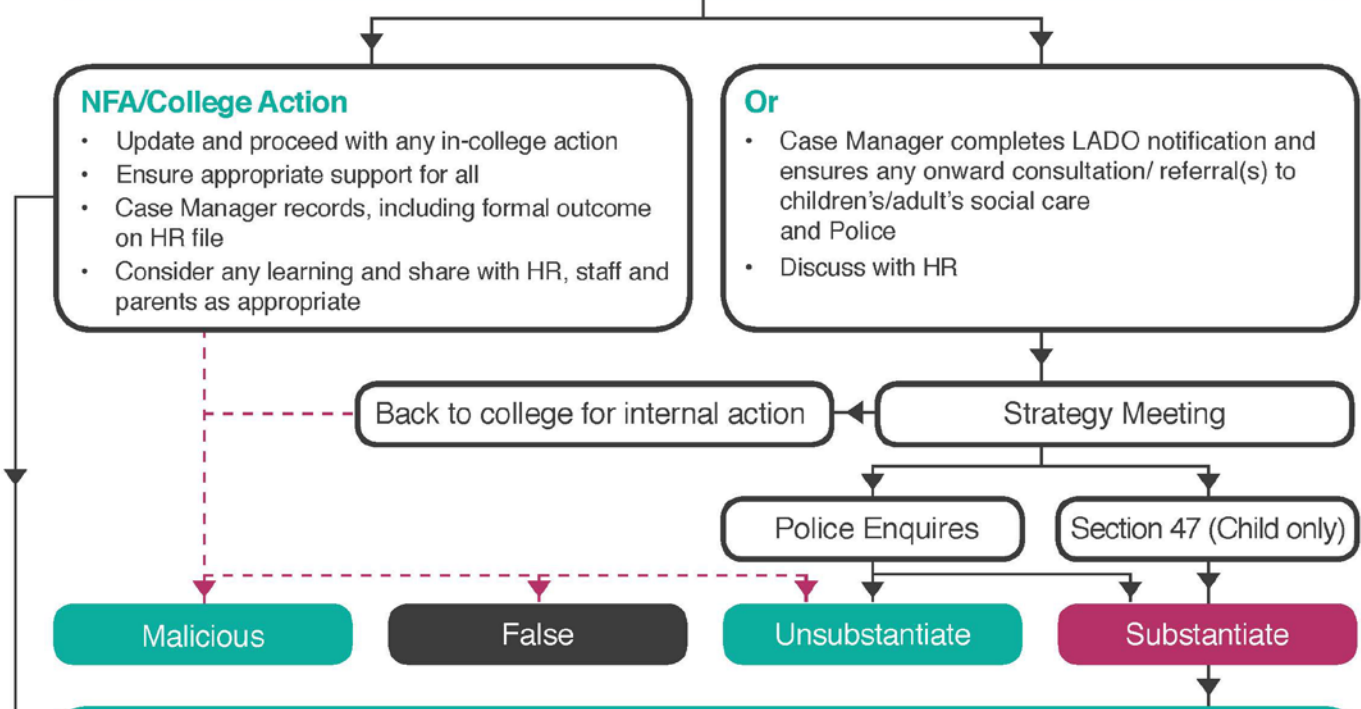 NFA/College Action
• Update and proceed with any in-college action
• Ensure appropriate support for all
• Case Manager records, including formal outcome
on HR file
• Consider any learning and share with HR, staff and
parents as appropriate
Or
• Case Manager completes LADO notification and
ensures any onward consultation/ referral(s) to
children's/adult's social care
and Police
• Discuss with HR
Back to college for internal action
Strategy Meeting
Police Enquires
Section 47 (Child only)
Malicious
False
Unsubstantiate
Substantiate